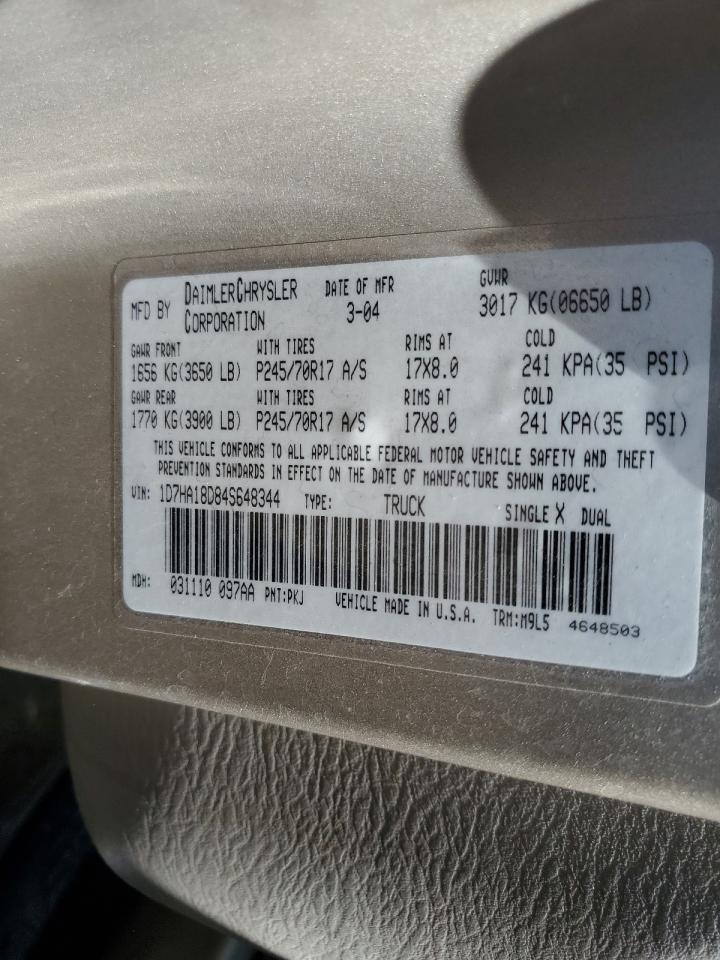 MFD BY DAIMLERCHRYSLER CORPORATION DATE OF MFR 3-04 GVWR 3017 KG(06650 LB)
GAWR FRONT WITH TIRES RIMS AT COLD
1656 KG(3650 LB) P245/70R17 A/S 17X8.0 241 KPA(35 PSI)
GAWR REAR WITH TIRES RIMS AT COLD
1770 KG(3900 LB) P245/70R17 A/S 17X8.0 241 KPA(35 PSI)
THIS VEHICLE CONFORMS TO ALL APPLICABLE FEDERAL MOTOR VEHICLE SAFETY AND THEFT
PREVENTION STANDARDS IN EFFECT ON THE DATE OF MANUFACTURE SHOWN ABOVE.
VIN: 1D7HA18D84S648344 TYPE: TRUCK SINGLE X DUAL
MDH: 031110 097AA PNT:PKJ VEHICLE MADE IN U.S.A. TRM:M9L5 4648503